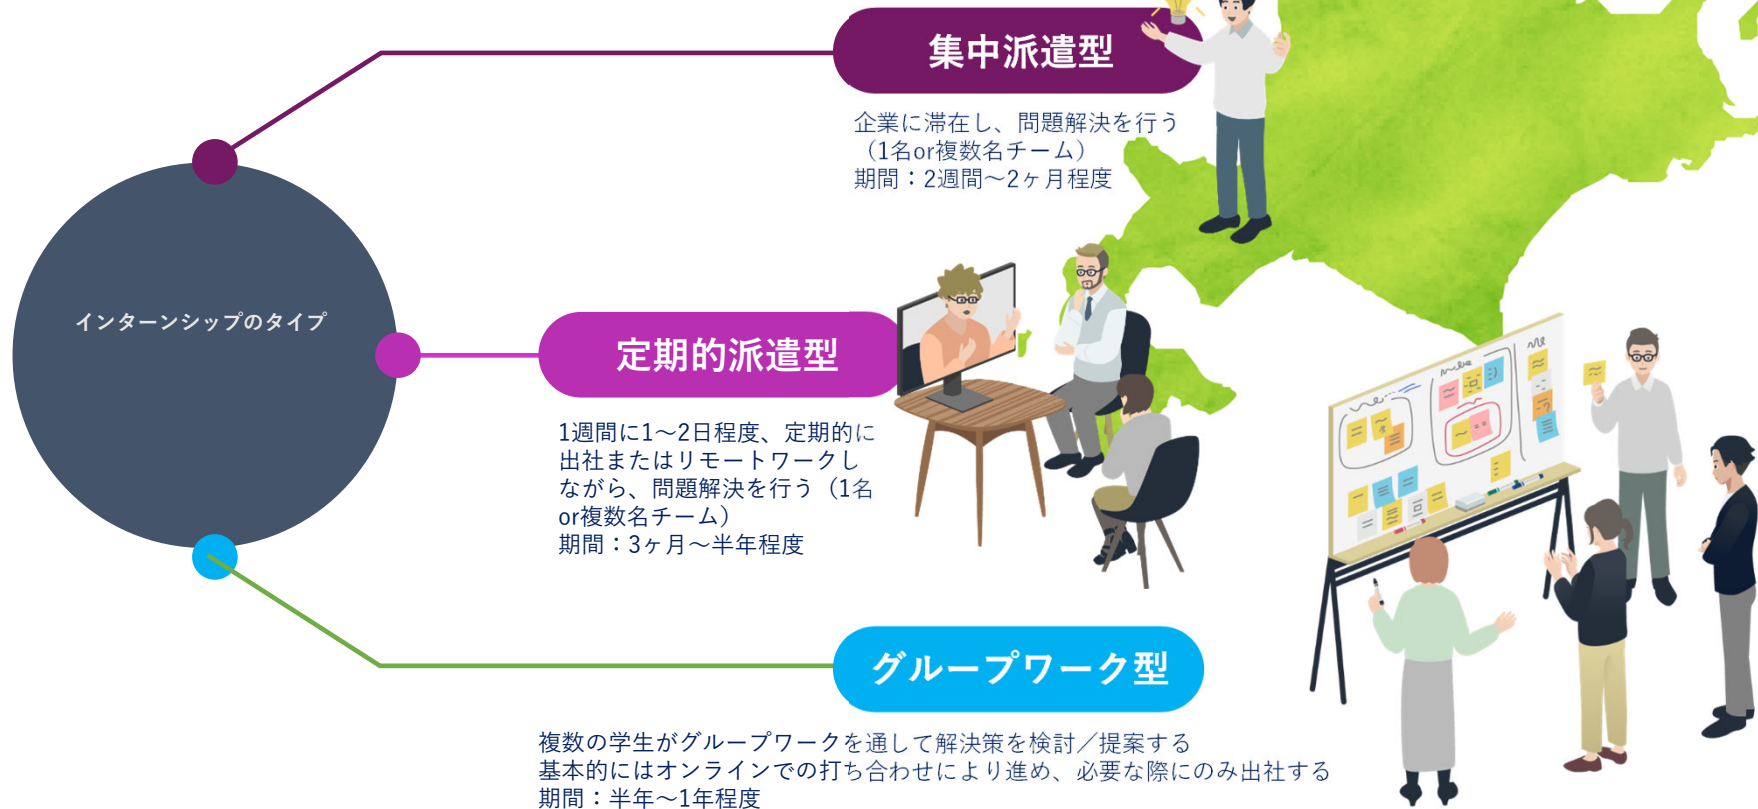 集中派遣型
企業に滞在し、問題解決を行う
（1名or複数名チーム）
期間：2週間～2ヶ月程度
インターンシップのタイプ
定期的派遣型
1週間に1～2日程度、定期的に
出社またはリモートワークし
ながら、問題解決を行う（1名
or複数名チーム）
期間：3ヶ月～半年程度
グループワーク型
複数の学生がグループワークを通して解決策を検討／提案する
基本的にはオンラインでの打ち合わせにより進め、必要な際にのみ出社する
期間：半年～1年程度